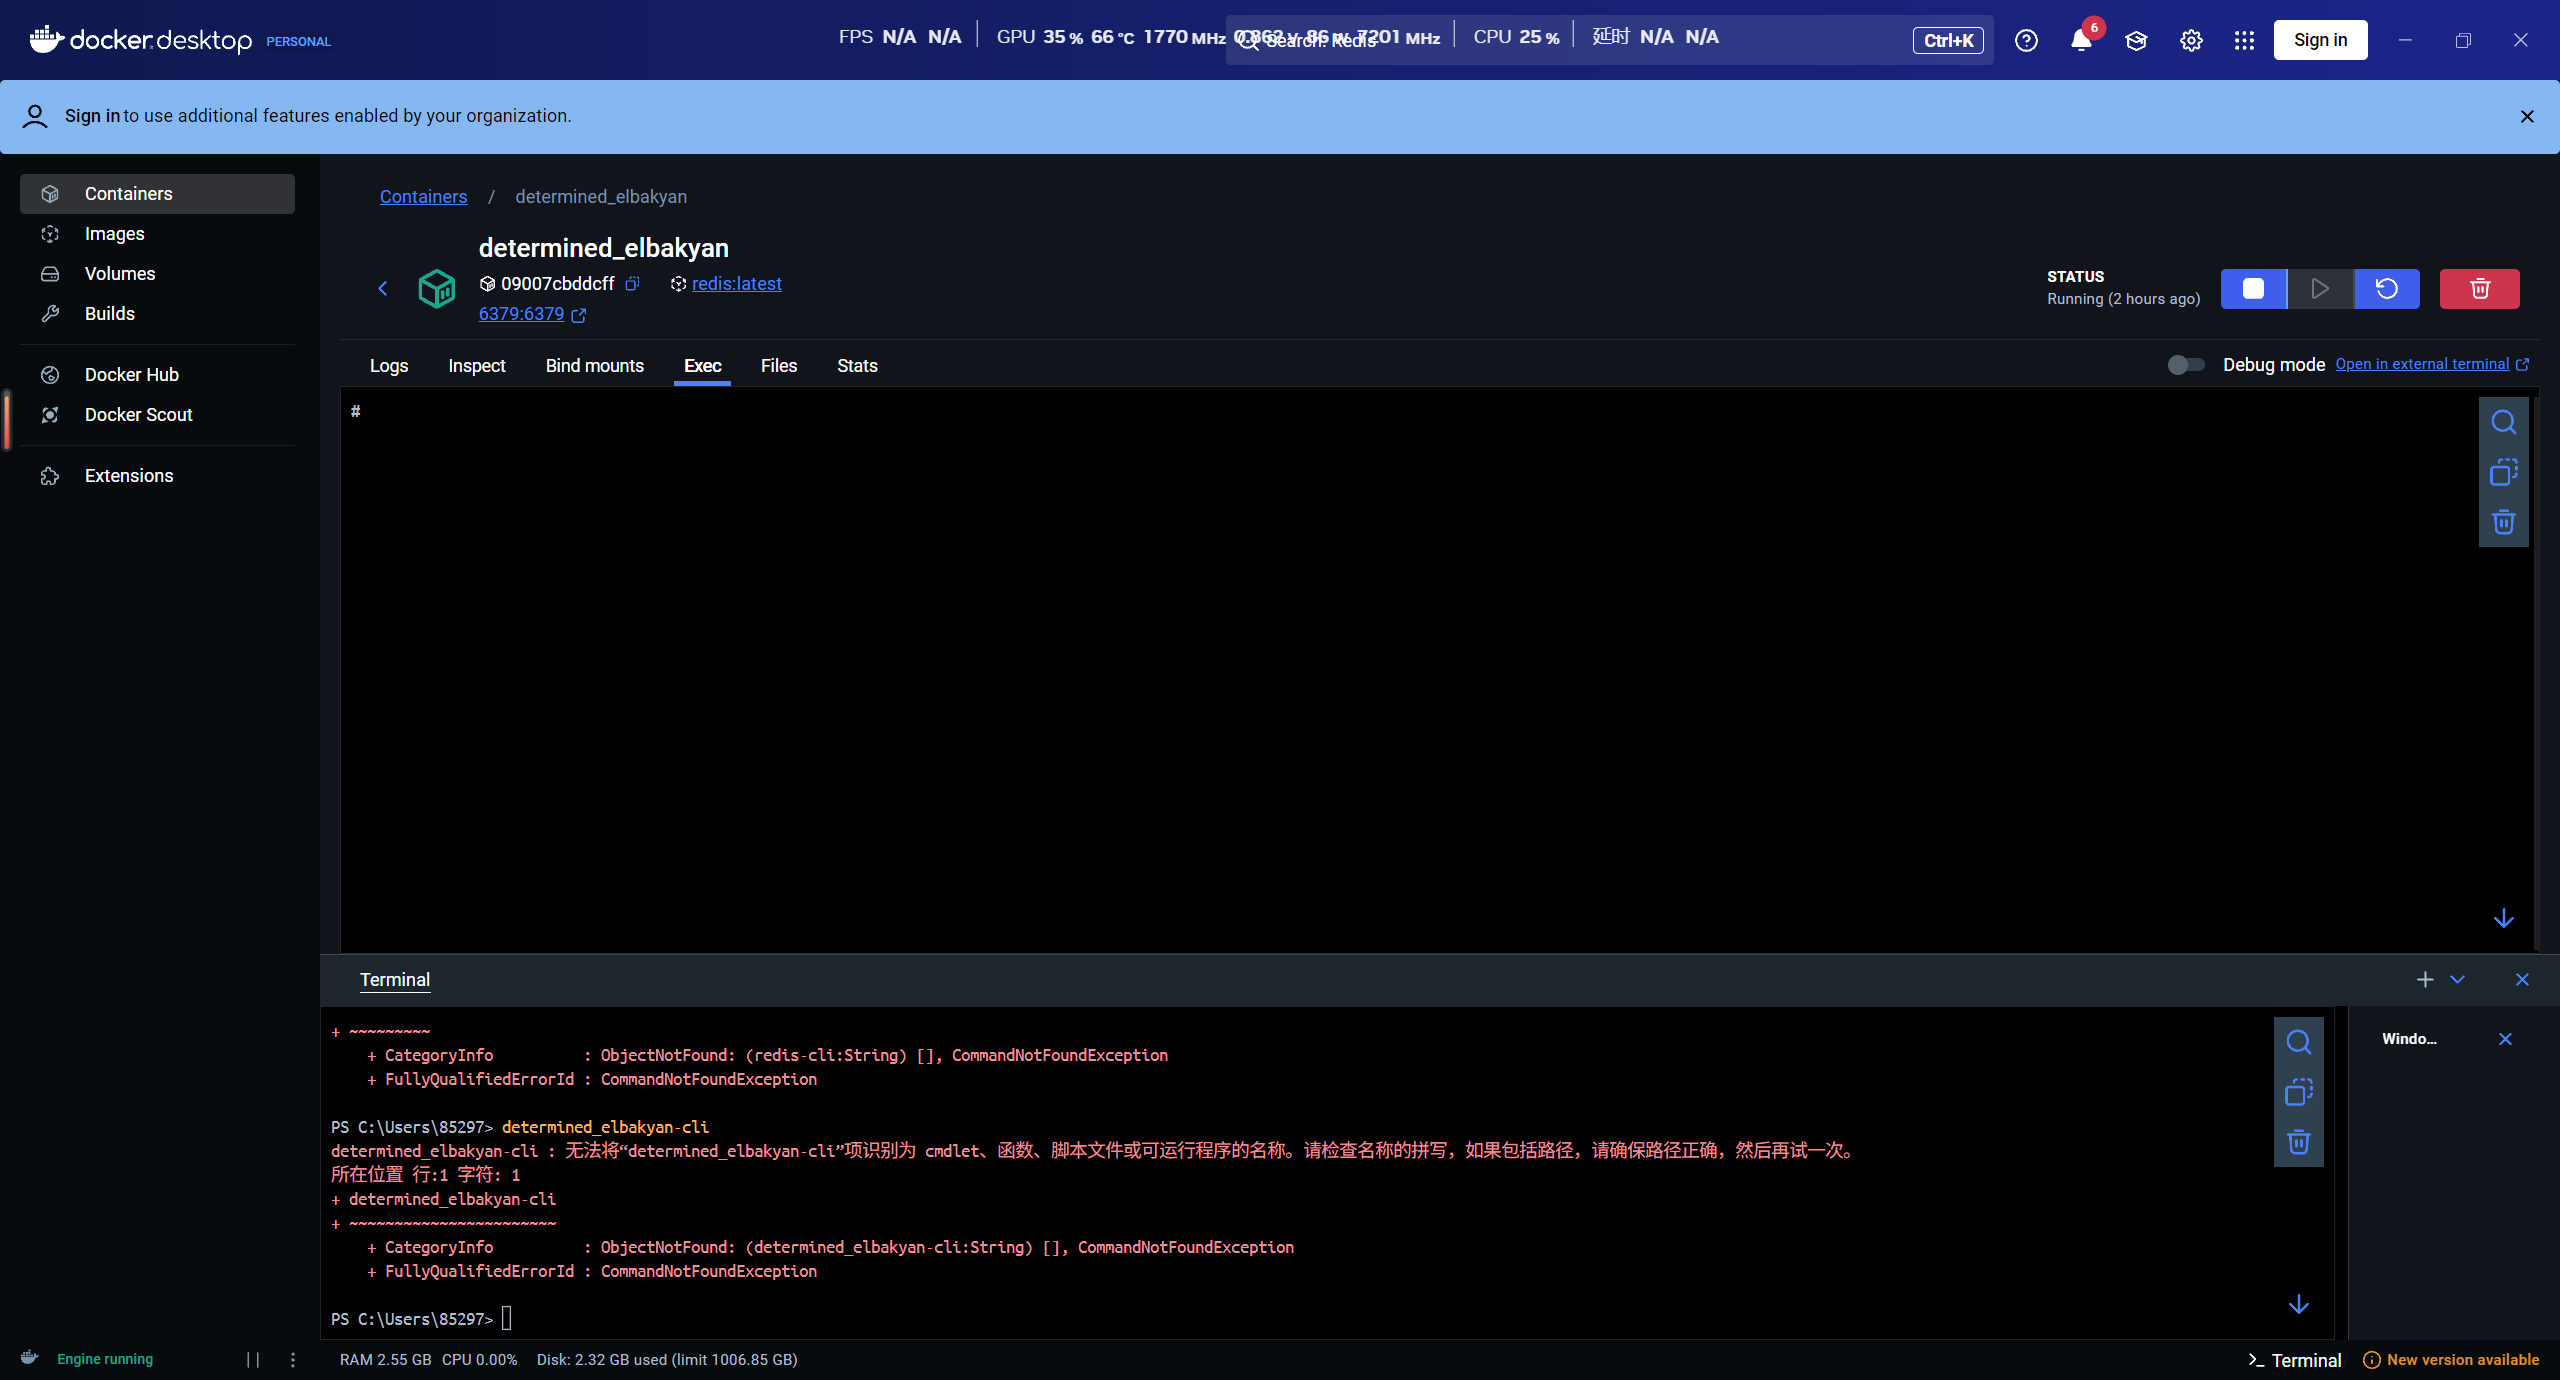 docker desktop PERSONAL
FPS N/A N/A GPU 35 % 66 °C 1770 MHz 0.862 V 86 W 7201 MHz CPU 25 % 延时 N/A N/A
Search: Redis
Ctrl+K
6
Sign in
Sign in to use additional features enabled by your organization.
Containers
Images
Volumes
Builds
Docker Hub
Docker Scout
Extensions
Containers / determined_elbakyan
determined_elbakyan
09007cbddcff redis:latest
6379:6379
STATUS
Running (2 hours ago)
Logs Inspect Bind mounts Exec Files Stats
Debug mode Open in external terminal
#
Terminal
+ ~~~~~~~~~
+ CategoryInfo : ObjectNotFound: (redis-cli:String) [], CommandNotFoundException
+ FullyQualifiedErrorId : CommandNotFoundException
PS C:\Users\85297> determined_elbakyan-cli
determined_elbakyan-cli : 无法将“determined_elbakyan-cli”项识别为 cmdlet、函数、脚本文件或可运行程序的名称。请检查名称的拼写，如果包括路径，请确保路径正确，然后再试一次。
所在位置 行:1 字符: 1
+ determined_elbakyan-cli
+ ~~~~~~~~~~~~~~~~~~~~~~~
+ CategoryInfo : ObjectNotFound: (determined_elbakyan-cli:String) [], CommandNotFoundException
+ FullyQualifiedErrorId : CommandNotFoundException
PS C:\Users\85297>
Windo...
Engine running
RAM 2.55 GB CPU 0.00% Disk: 2.32 GB used (limit 1006.85 GB)
Terminal
New version available